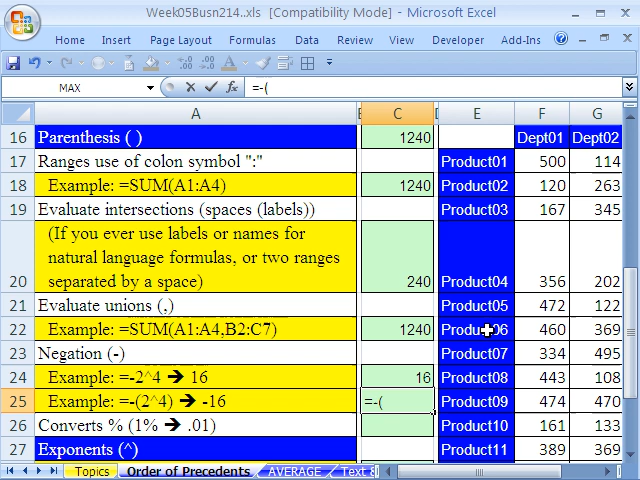 Week05Busn214..xls [Compatibility Mode] - Microsoft Excel
Home Insert Page Layout Formulas Data Review View Developer Add-Ins
MAX =-(
A C E F G
16 Parenthesis ( ) 1240 Dept01 Dept02
17 Ranges use of colon symbol ":" Product01 500 114
18 Example: =SUM(A1:A4) 1240 Product02 120 263
19 Evaluate intersections (spaces (labels)) Product03 167 345
(If you ever use labels or names for
natural language formulas, or two ranges
20 separated by a space) 240 Product04 356 202
21 Evaluate unions (,) Product05 472 122
22 Example: =SUM(A1:A4,B2:C7) 1240 Product06 460 369
23 Negation (-) Product07 334 495
24 Example: =-2^4 ➔ 16 16 Product08 443 108
25 Example: =-(2^4) ➔ -16 =-( Product09 474 470
26 Converts % (1% ➔ .01) Product10 161 133
27 Exponents (^) Product11 389 369
Topics Order of Precedents AVERAGE Text